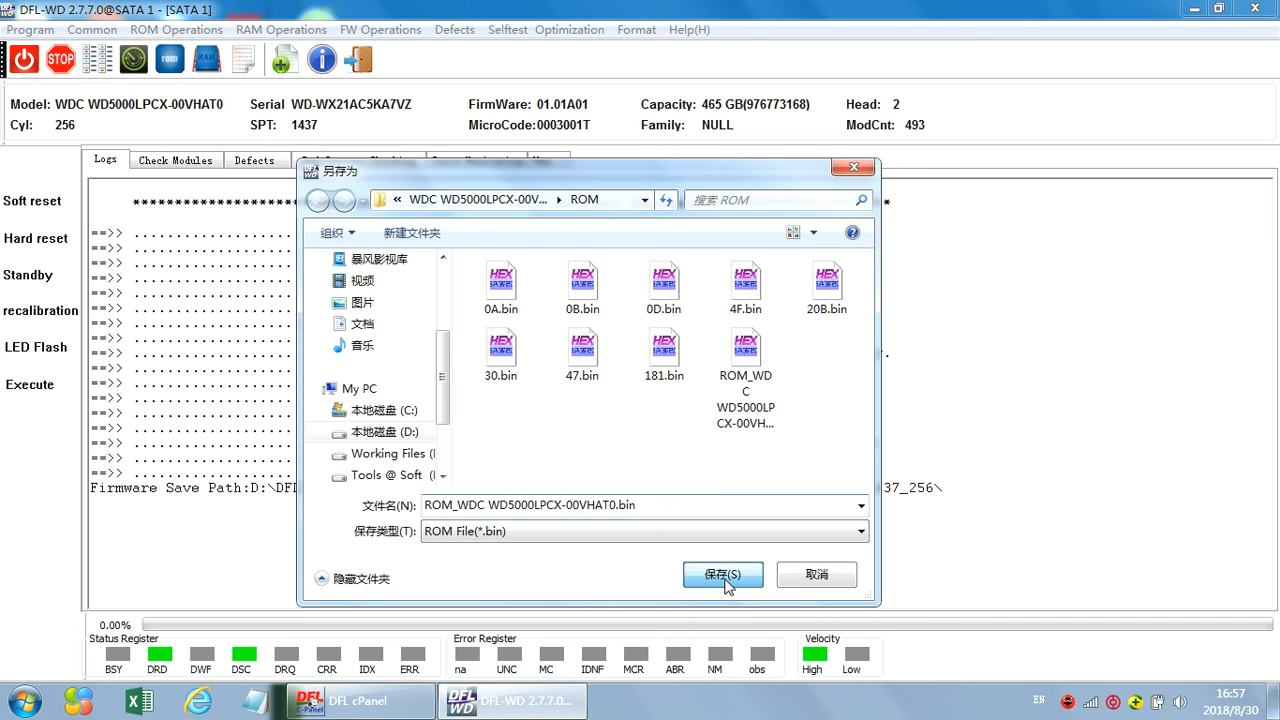 DFL-WD 2.7.7.0@SATA 1 - [SATA 1]
Program Common ROM Operations RAM Operations FW Operations Defects Selftest Optimization Format Help(H)
STOP rom RAM
Model: WDC WD5000LPCX-00VHAT0 Serial WD-WX21AC5KA7VZ FirmWare: 01.01A01 Capacity: 465 GB(976773168) Head: 2
Cyl: 256 SPT: 1437 MicroCode:0003001T Family: NULL ModCnt: 493
Logs Check Modules Defects
另存为
Soft reset
Hard reset
Standby
recalibration
LED Flash
Execute
« WDC WD5000LPCX-00V... ▸ ROM 搜索 ROM
组织 新建文件夹
暴风影视库
视频
图片
文档
音乐
My PC
本地磁盘 (C:)
本地磁盘 (D:)
Working Files (
Tools @ Soft (
0A.bin 0B.bin 0D.bin 4F.bin 20B.bin
30.bin 47.bin 181.bin ROM_WD
C
WD5000LP
CX-00VH...
Firmware Save Path:D:\DF 37_256\
文件名(N): ROM_WDC WD5000LPCX-00VHAT0.bin
保存类型(T): ROM File(*.bin)
隐藏文件夹 保存(S) 取消
0.00%
Status Register Error Register Velocity
BSY DRD DWF DSC DRQ CRR IDX ERR na UNC MC IDNF MCR ABR NM obs High Low
DFL cPanel DFL-WD 2.7.7.0... EN 16:57
2018/8/30